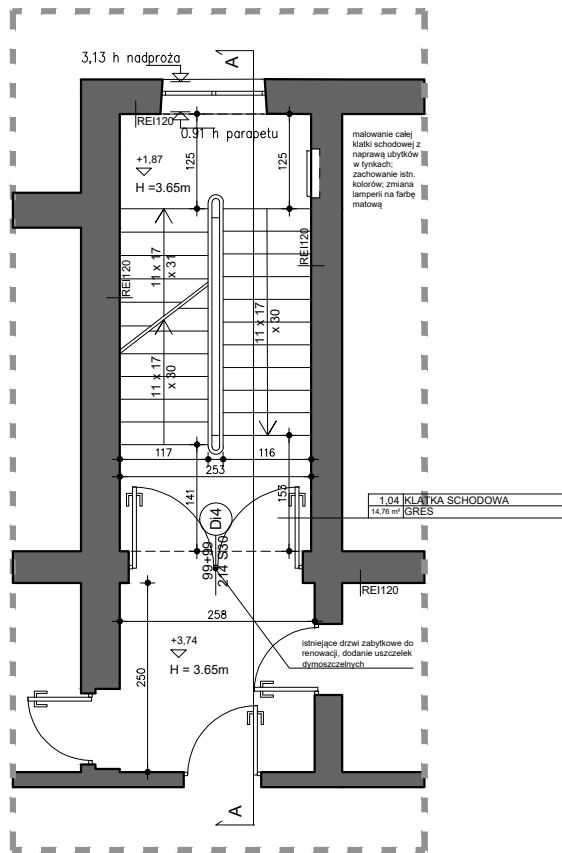 3,13 h nadproża
A
REI120
0.91 h parapetu
malowanie całej
klatki schodowej z
naprawą ubytków
w tynkach;
zachowanie istn.
kolorów; zmiana
lamperii na farbę
matową
+1,87
H =3.65m
125
125
REI120
REI120
11 x 17
x 31
11 x 17
x 30
11 x 17
x 30
117
116
253
141
153
1,04 KLATKA SCHODOWA
14,76 m² GRES
Di4
99+99
214 S30
REI120
258
istniejące drzwi zabytkowe do
renowacji, dodanie uszczelek
dymoszczelnych
+3,74
H = 3.65m
250
A